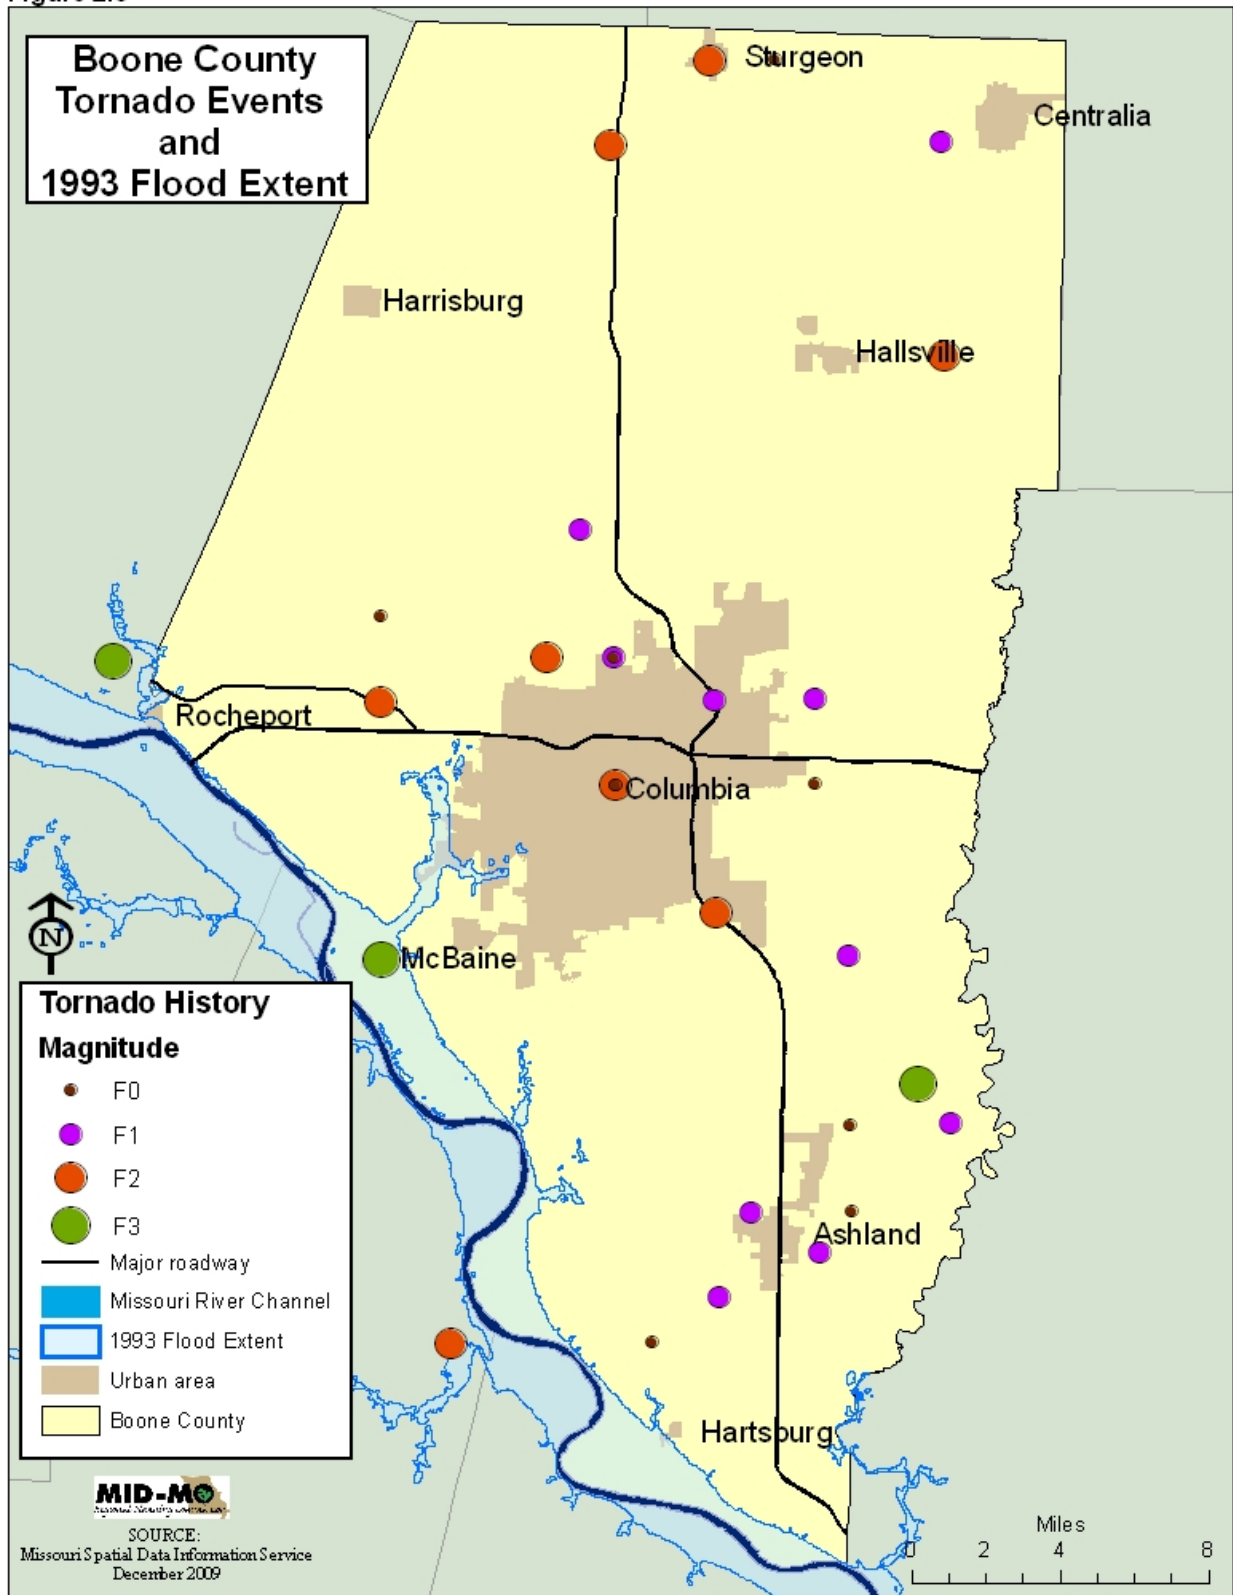 Boone County
Tornado Events
and
1993 Flood Extent
Sturgeon
Centralia
Harrisburg
Hallsville
Rocheport
Columbia
McBaine
N
Tornado History
Magnitude
F0
F1
F2
F3
Major roadway
Missouri River Channel
1993 Flood Extent
Urban area
Boone County
Ashland
Hartsburg
MID-MO
SOURCE:
Missouri Spatial Data Information Service
December 2009
Miles
0 2 4 8